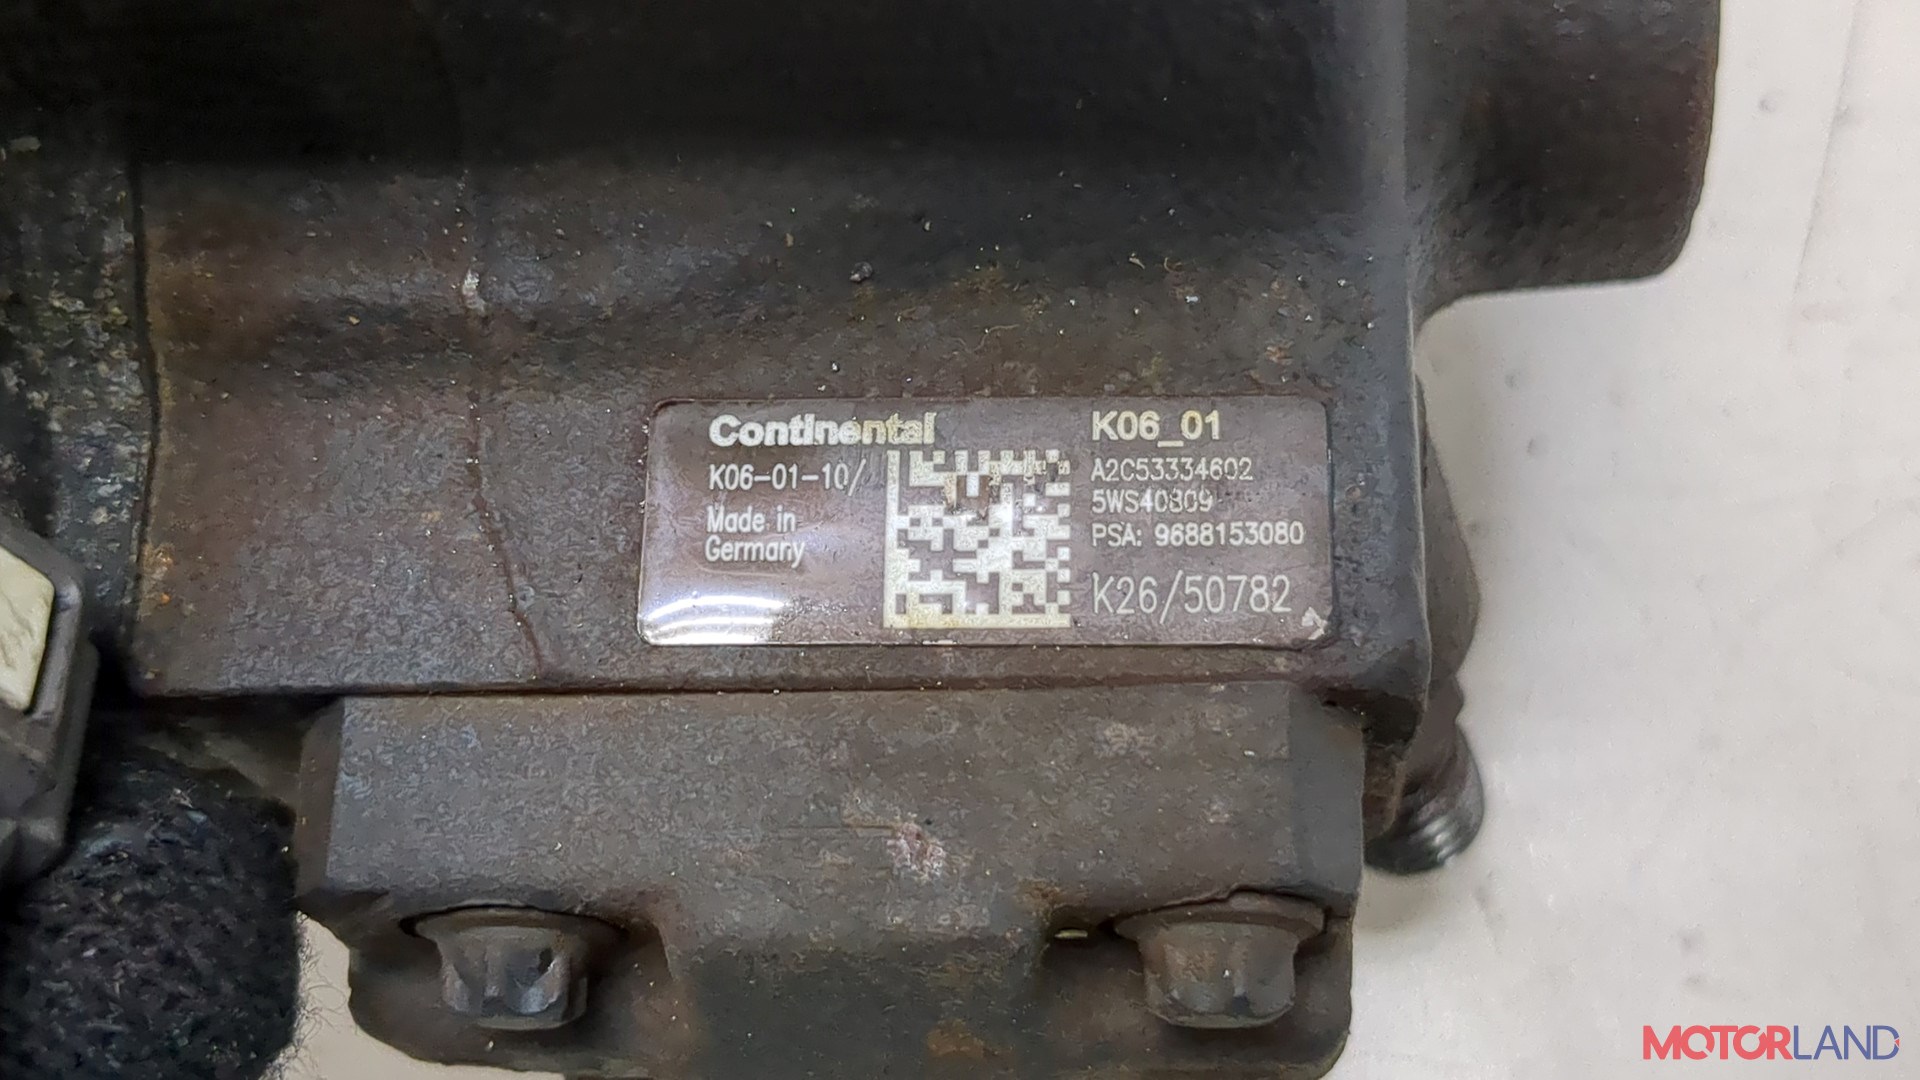 Continental
K06-01-10/
Made in
Germany
K06_01
A2C53334602
5WS40809
PSA: 9688153080
K26/50782
MOTORLAND